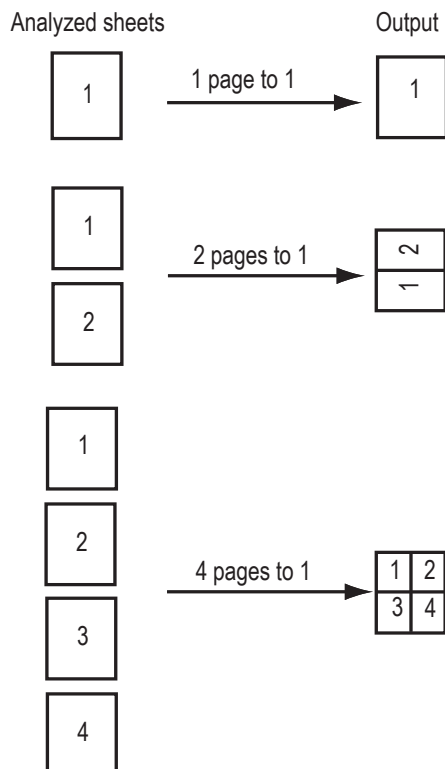 Analyzed sheets Output
1 1 page to 1 1
1
2 pages to 1
2
1
2
1
2
4 pages to 1
1 2
3 4
3
4